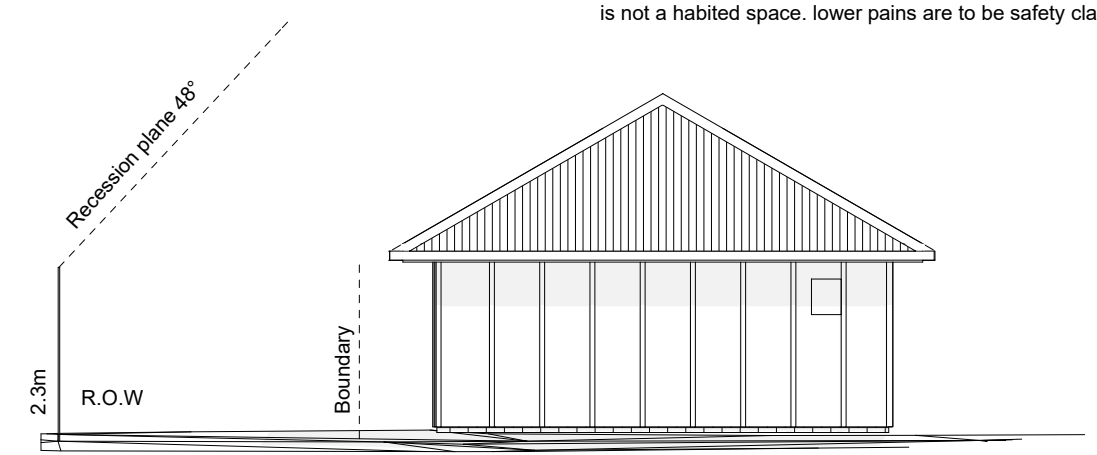 is not a habited space. lower pains are to be safety cla
Recession plane 48°
Boundary
2.3m
R.O.W